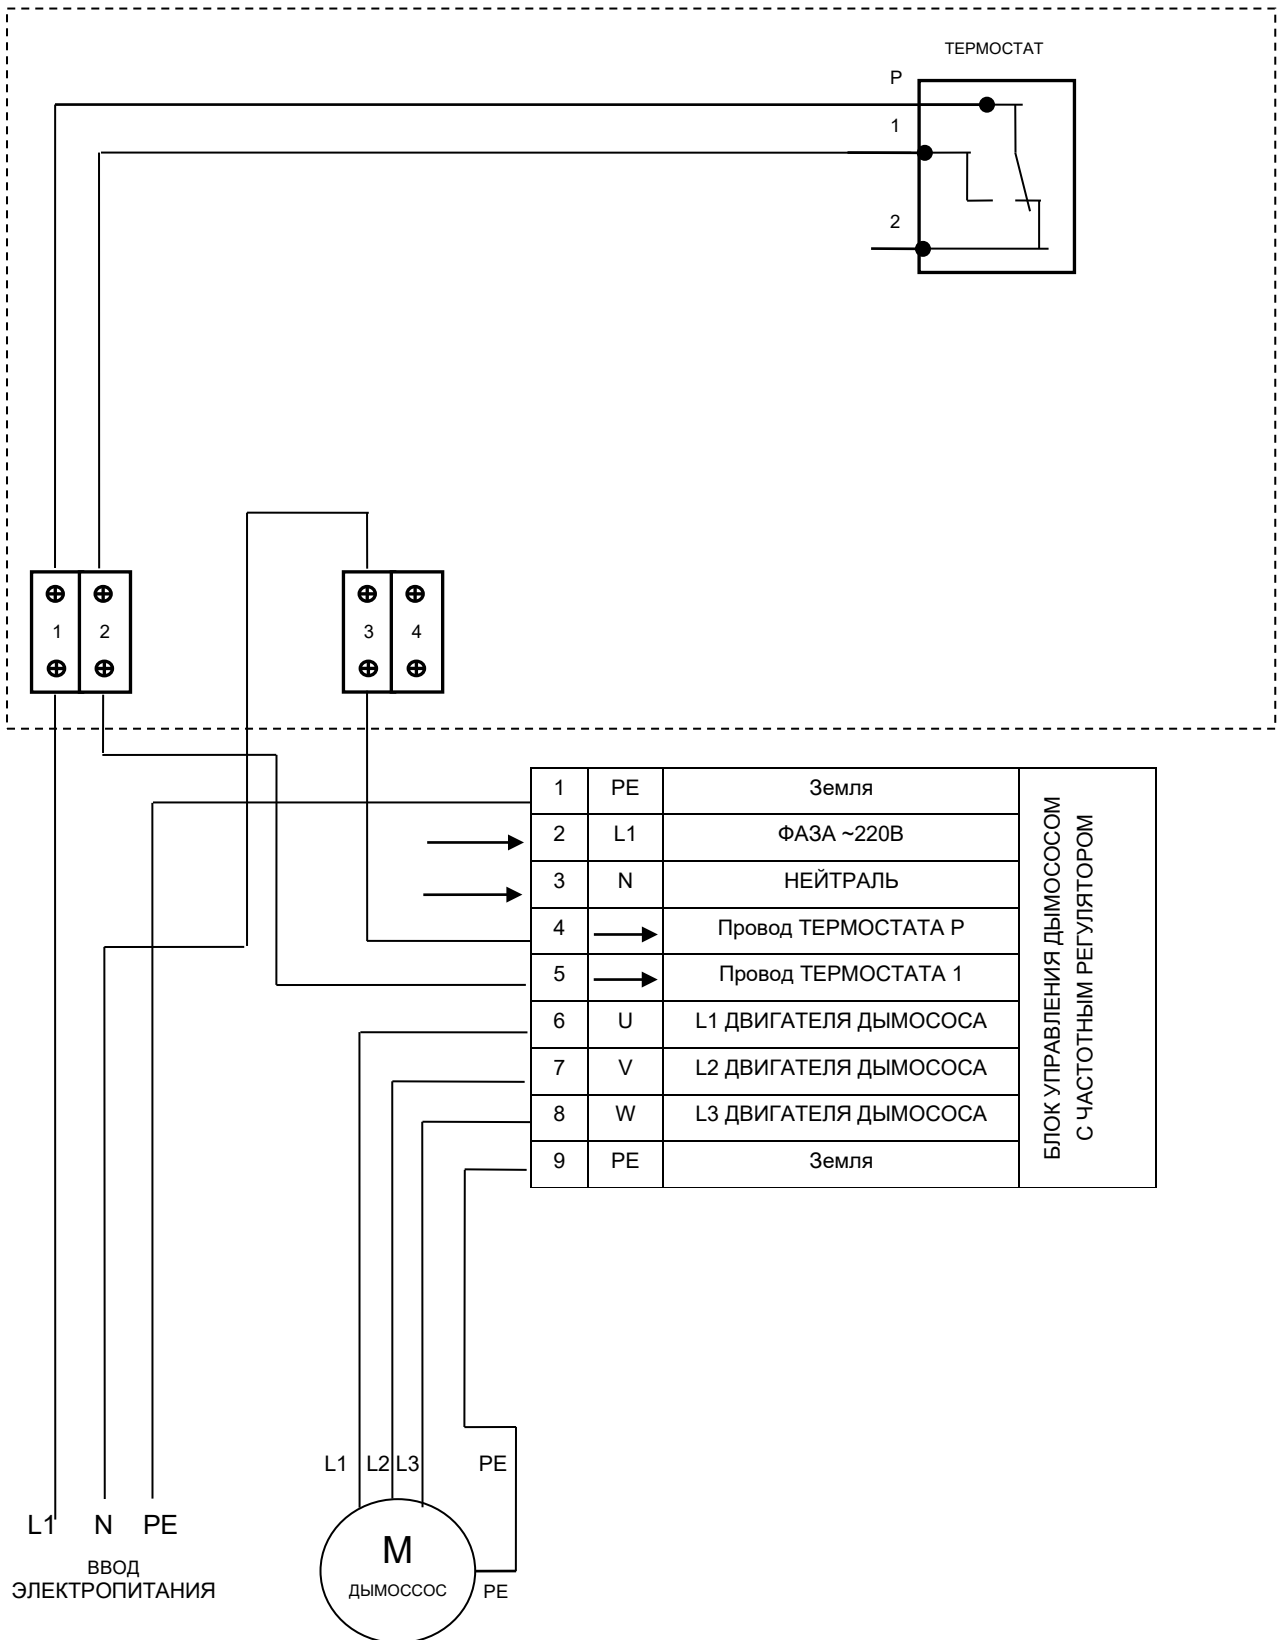 ТЕРМОСТАТ
P
1
2
1 2 3 4
1 PE Земля
2 L1 ФАЗА ~220В
3 N НЕЙТРАЛЬ
4 Провод ТЕРМОСТАТА P
5 Провод ТЕРМОСТАТА 1
6 U L1 ДВИГАТЕЛЯ ДЫМОСОСА
7 V L2 ДВИГАТЕЛЯ ДЫМОСОСА
8 W L3 ДВИГАТЕЛЯ ДЫМОСОСА
9 PE Земля
БЛОК УПРАВЛЕНИЯ ДЫМОСОСОМ
С ЧАСТОТНЫМ РЕГУЛЯТОРОМ
L1 L2 L3 PE
L1 N PE
ВВОД
ЭЛЕКТРОПИТАНИЯ
М
ДЫМОССОС
PE